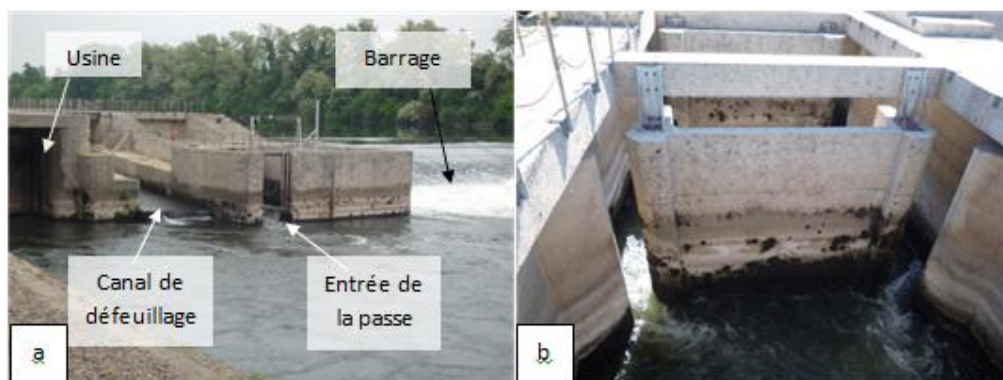 Usine
Barrage
Canal de
défeuillage
Entrée de
la passe
a
b